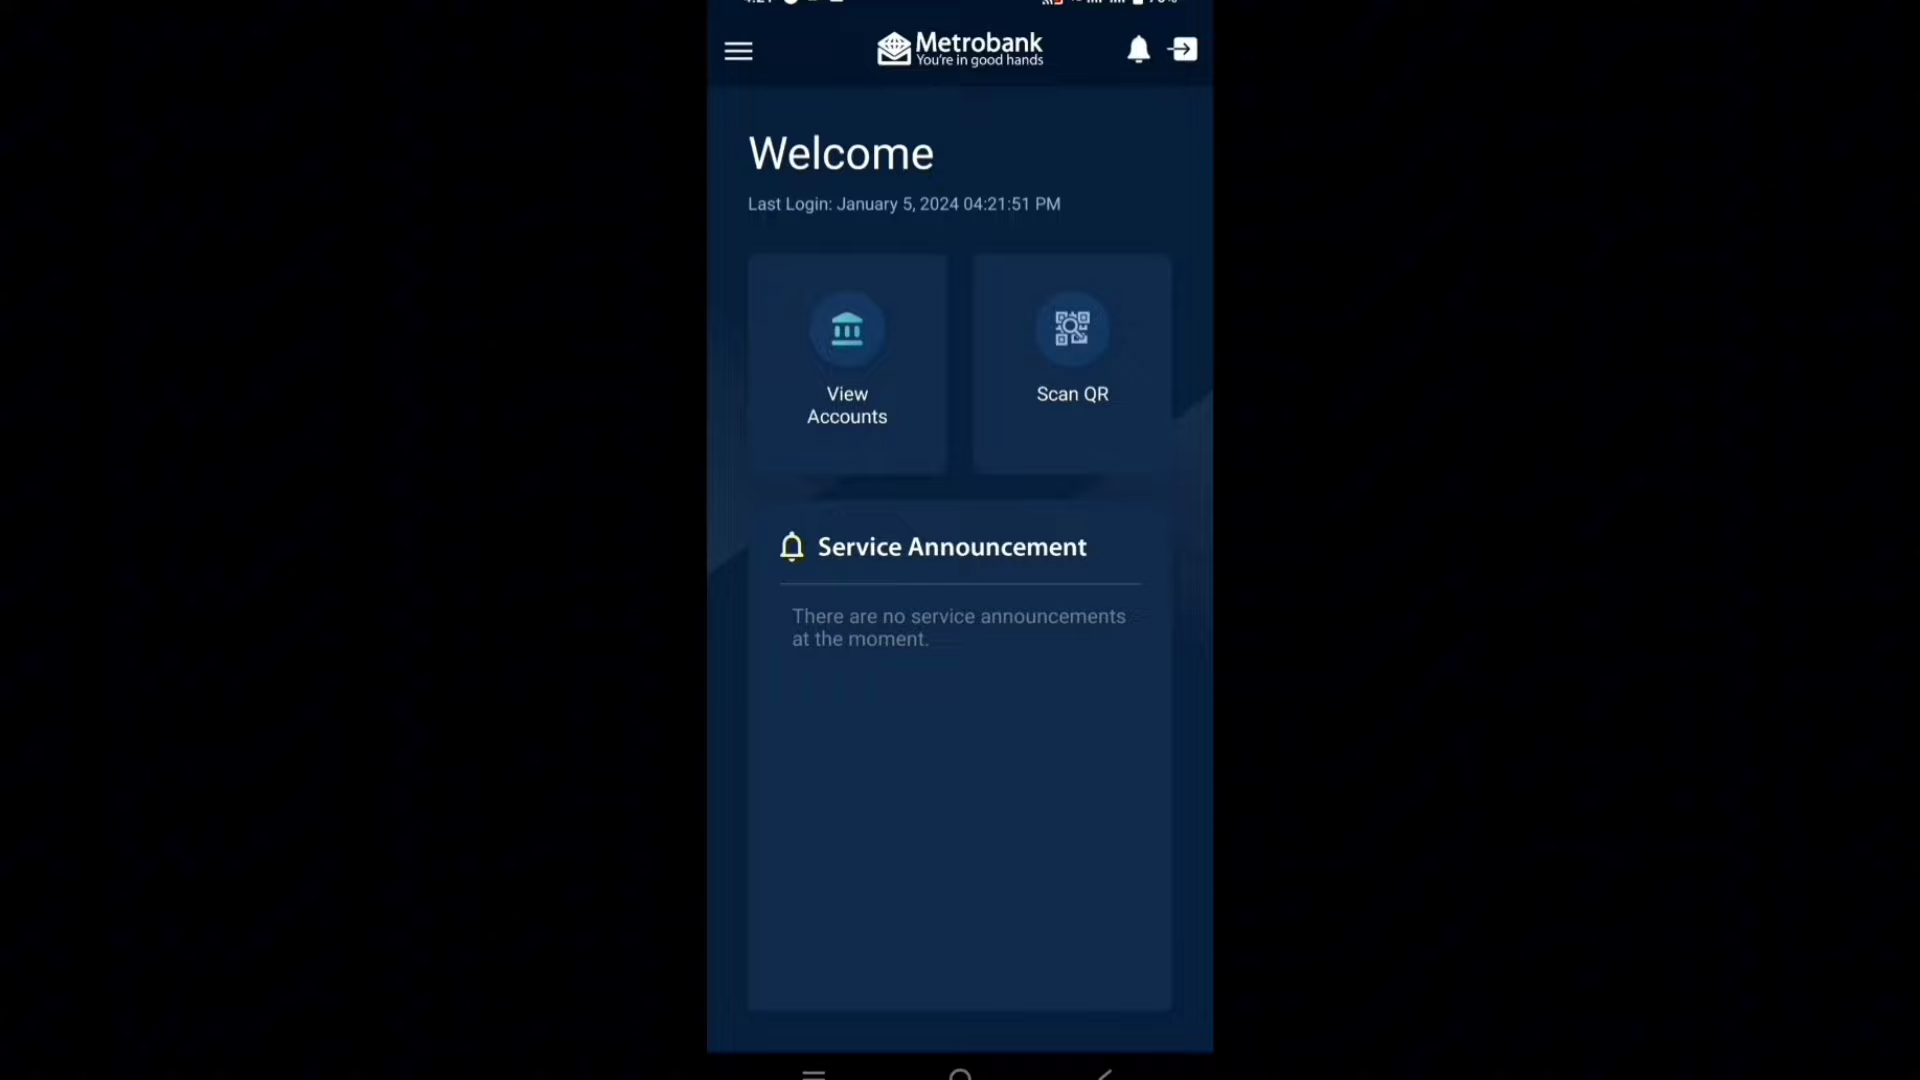 Metrobank
You're in good hands
Welcome
Last Login: January 5, 2024 04:21:51 PM
View
Accounts
Scan QR
Service Announcement
There are no service announcements
at the moment.